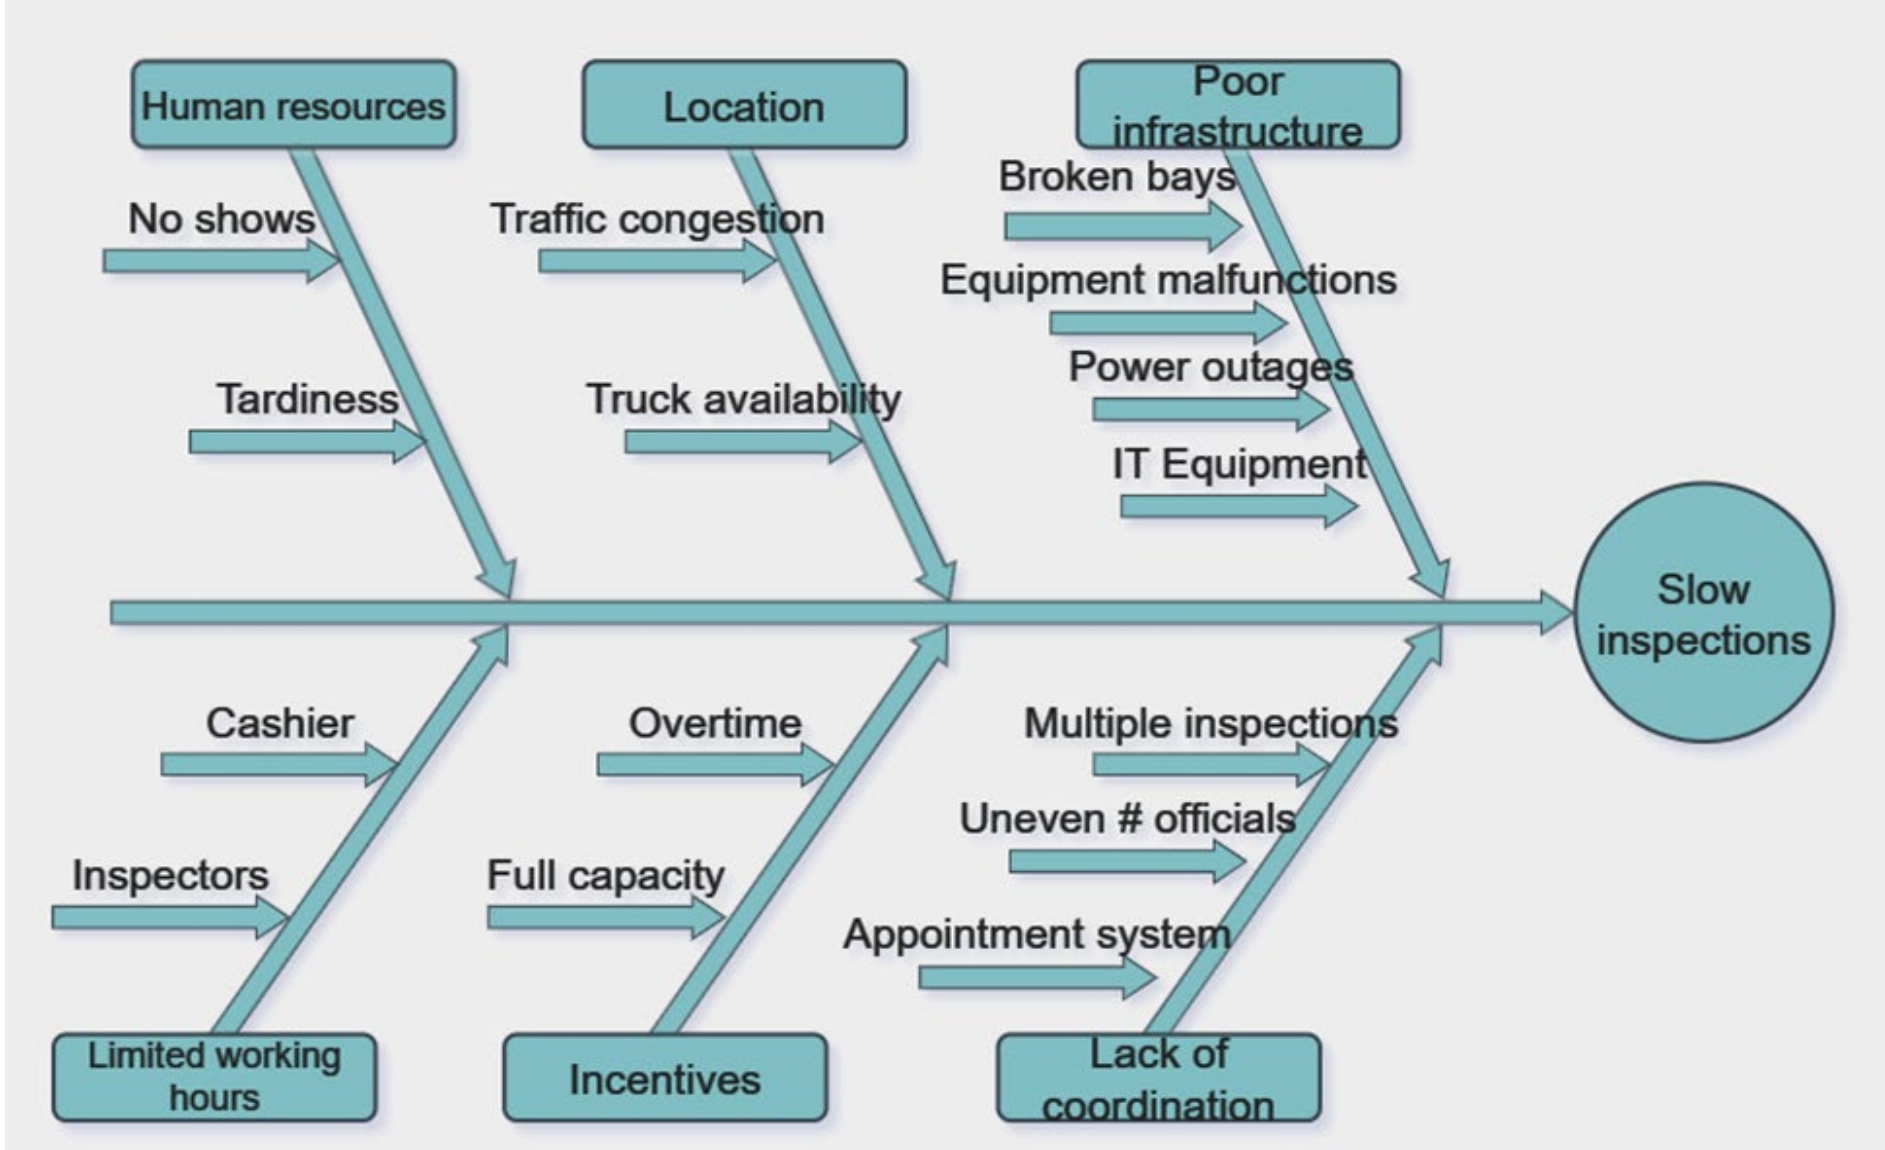 Human resources
Location
Poor
infrastructure
No shows
Tardiness
Traffic congestion
Truck availability
Broken bays
Equipment malfunctions
Power outages
IT Equipment
Slow
inspections
Cashier
Inspectors
Overtime
Full capacity
Multiple inspections
Uneven # officials
Appointment system
Limited working
hours
Incentives
Lack of
coordination